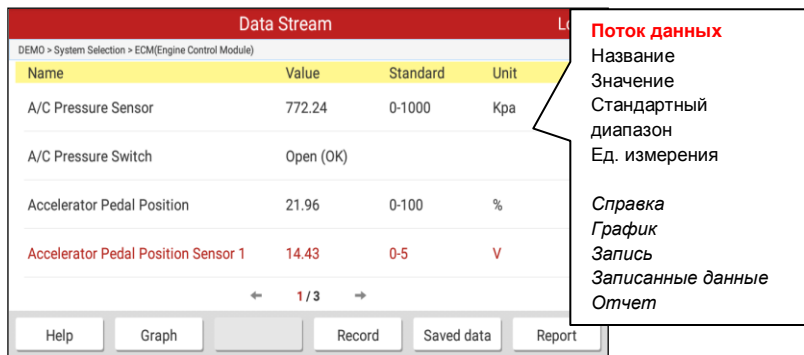 Data Stream
DEMO > System Selection > ECM(Engine Control Module)
Name Value Standard Unit
A/C Pressure Sensor 772.24 0-1000 Kpa
A/C Pressure Switch Open (OK)
Accelerator Pedal Position 21.96 0-100 %
Accelerator Pedal Position Sensor 1 14.43 0-5 V
← 1 / 3 →
Help Graph Record Saved data Report
Поток данных
Название
Значение
Стандартный
диапазон
Ед. измерения
Справка
График
Запись
Записанные данные
Отчет